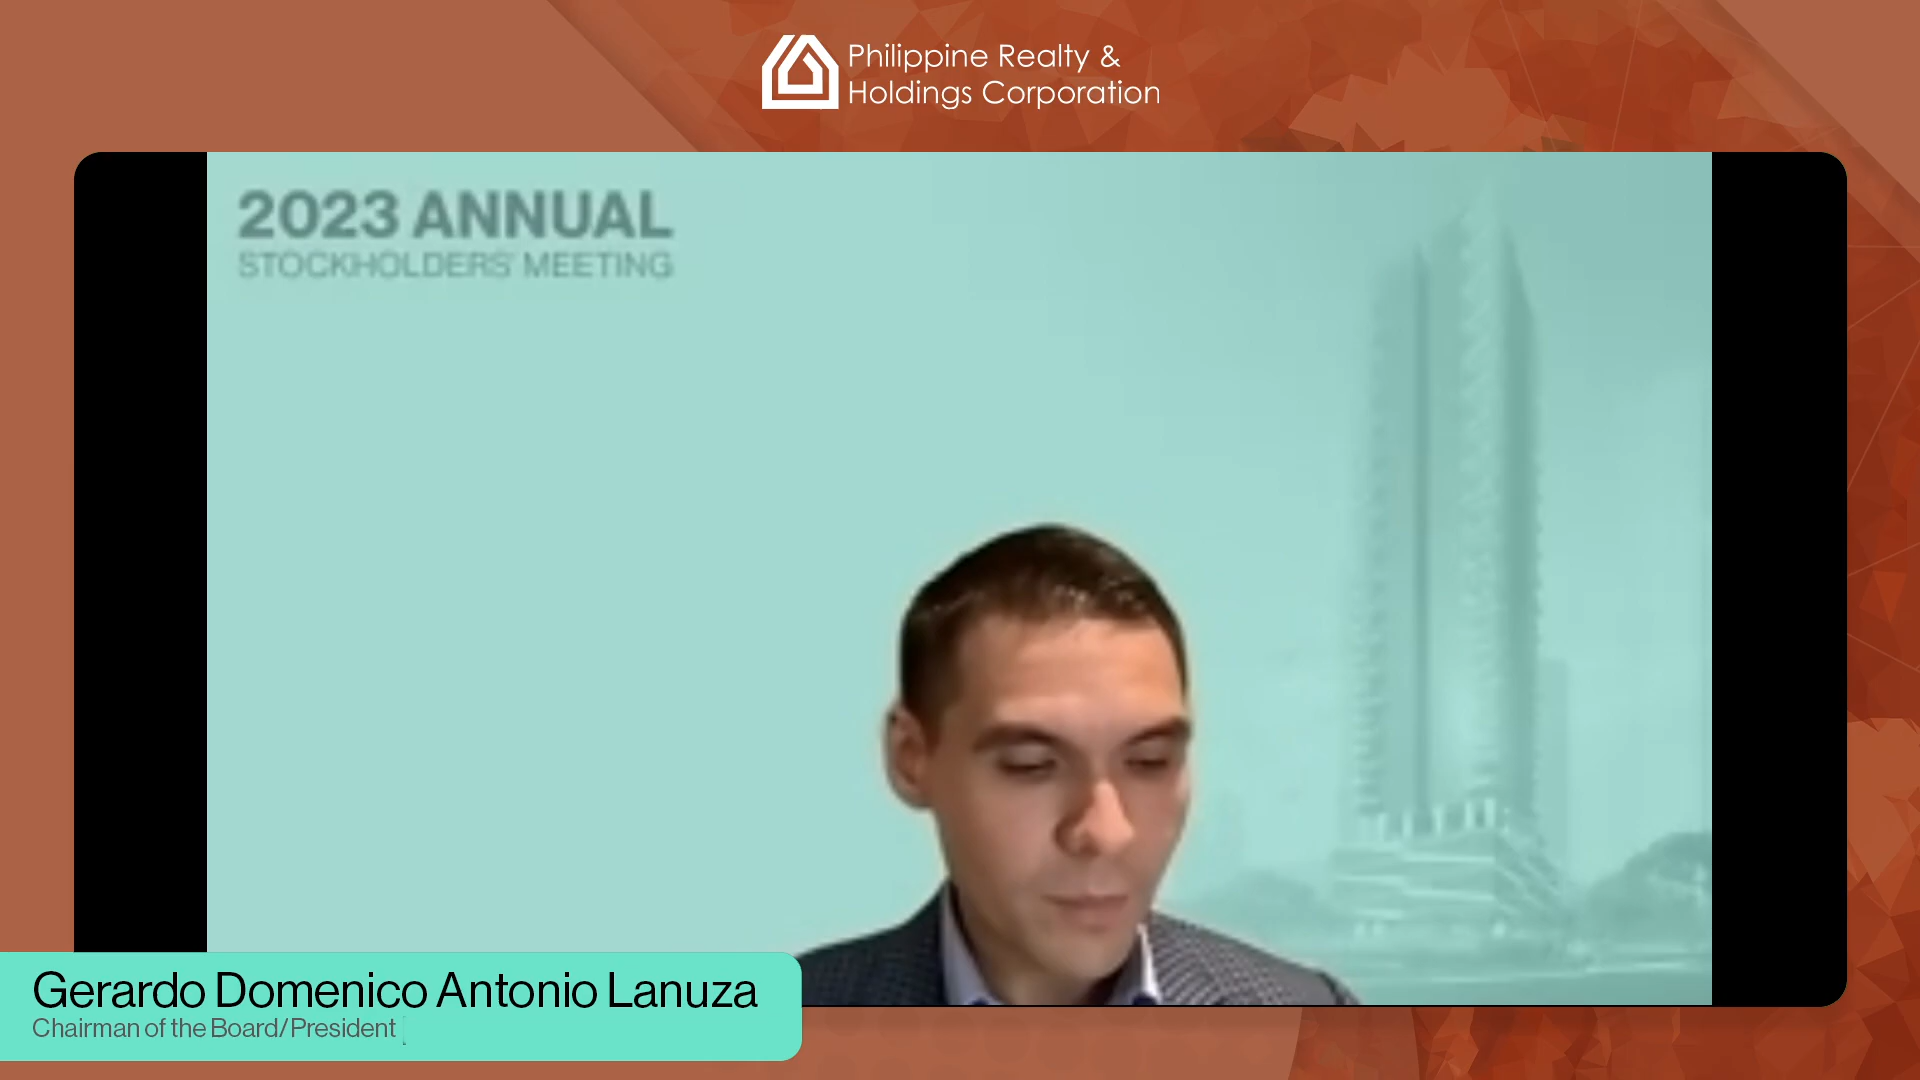 Philippine Realty &
Holdings Corporation
2023 ANNUAL
STOCKHOLDERS' MEETING
Gerardo Domenico Antonio Lanuza
Chairman of the Board/President